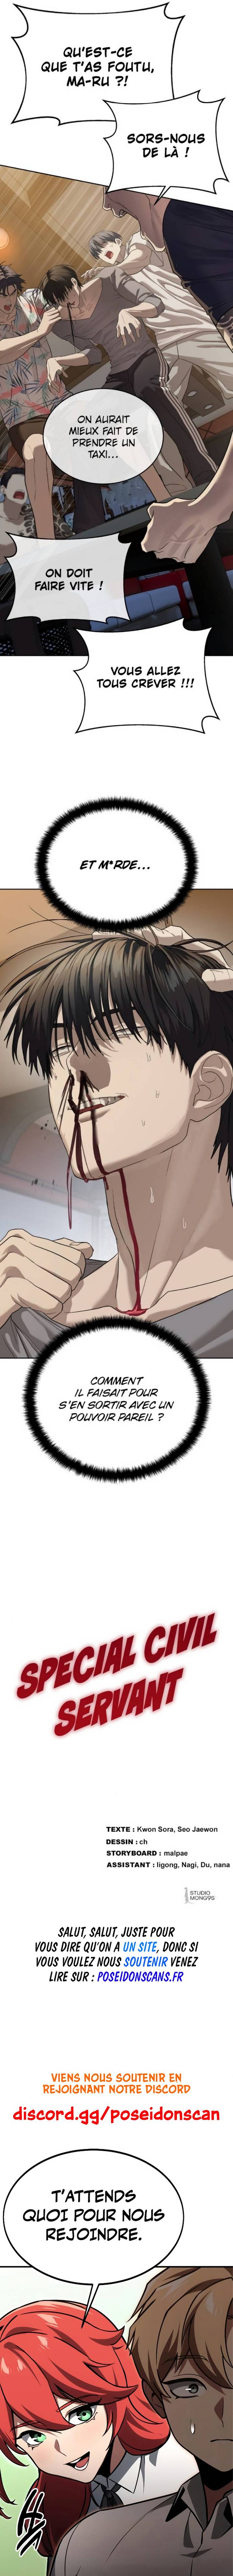 QU'EST-CE
QUE T'AS FOUTU,
MA-RU ?!
SORS-NOUS
DE LÀ !
ON AURAIT
MIEUX FAIT DE
PRENDRE UN
TAXI...
ON DOIT
FAIRE VITE !
VOUS ALLEZ
TOUS CREVER !!!
ET M*RDE...
COMMENT
IL FAISAIT POUR
S'EN SORTIR AVEC UN
POUVOIR PAREIL ?
SPECIAL CIVIL
SERVANT
TEXTE : Kwon Sora, Seo Jaewon
DESSIN : ch
STORYBOARD : malpae
ASSISTANT : ligong, Nagi, Du, nana
STUDIO
MONG9S
SALUT, SALUT, JUSTE POUR
VOUS DIRE QU'ON A UN SITE, DONC SI
VOUS VOULEZ NOUS SOUTENIR VENEZ
LIRE SUR : POSEIDONSCANS.FR
VIENS NOUS SOUTENIR EN
REJOIGNANT NOTRE DISCORD
discord.gg/poseidonscan
T'ATTENDS
QUOI POUR NOUS
REJOINDRE.